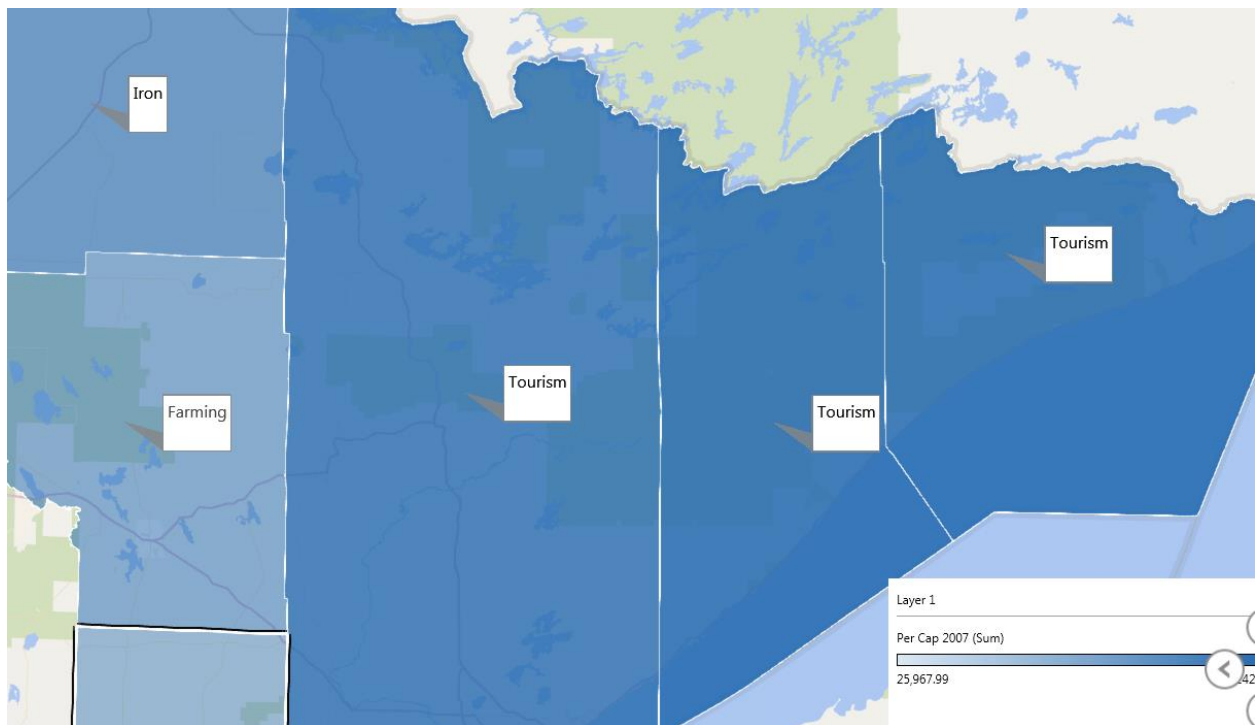 Iron
Tourism
Tourism
Farming
Tourism
Layer 1
Per Cap 2007 (Sum)
25,967.99